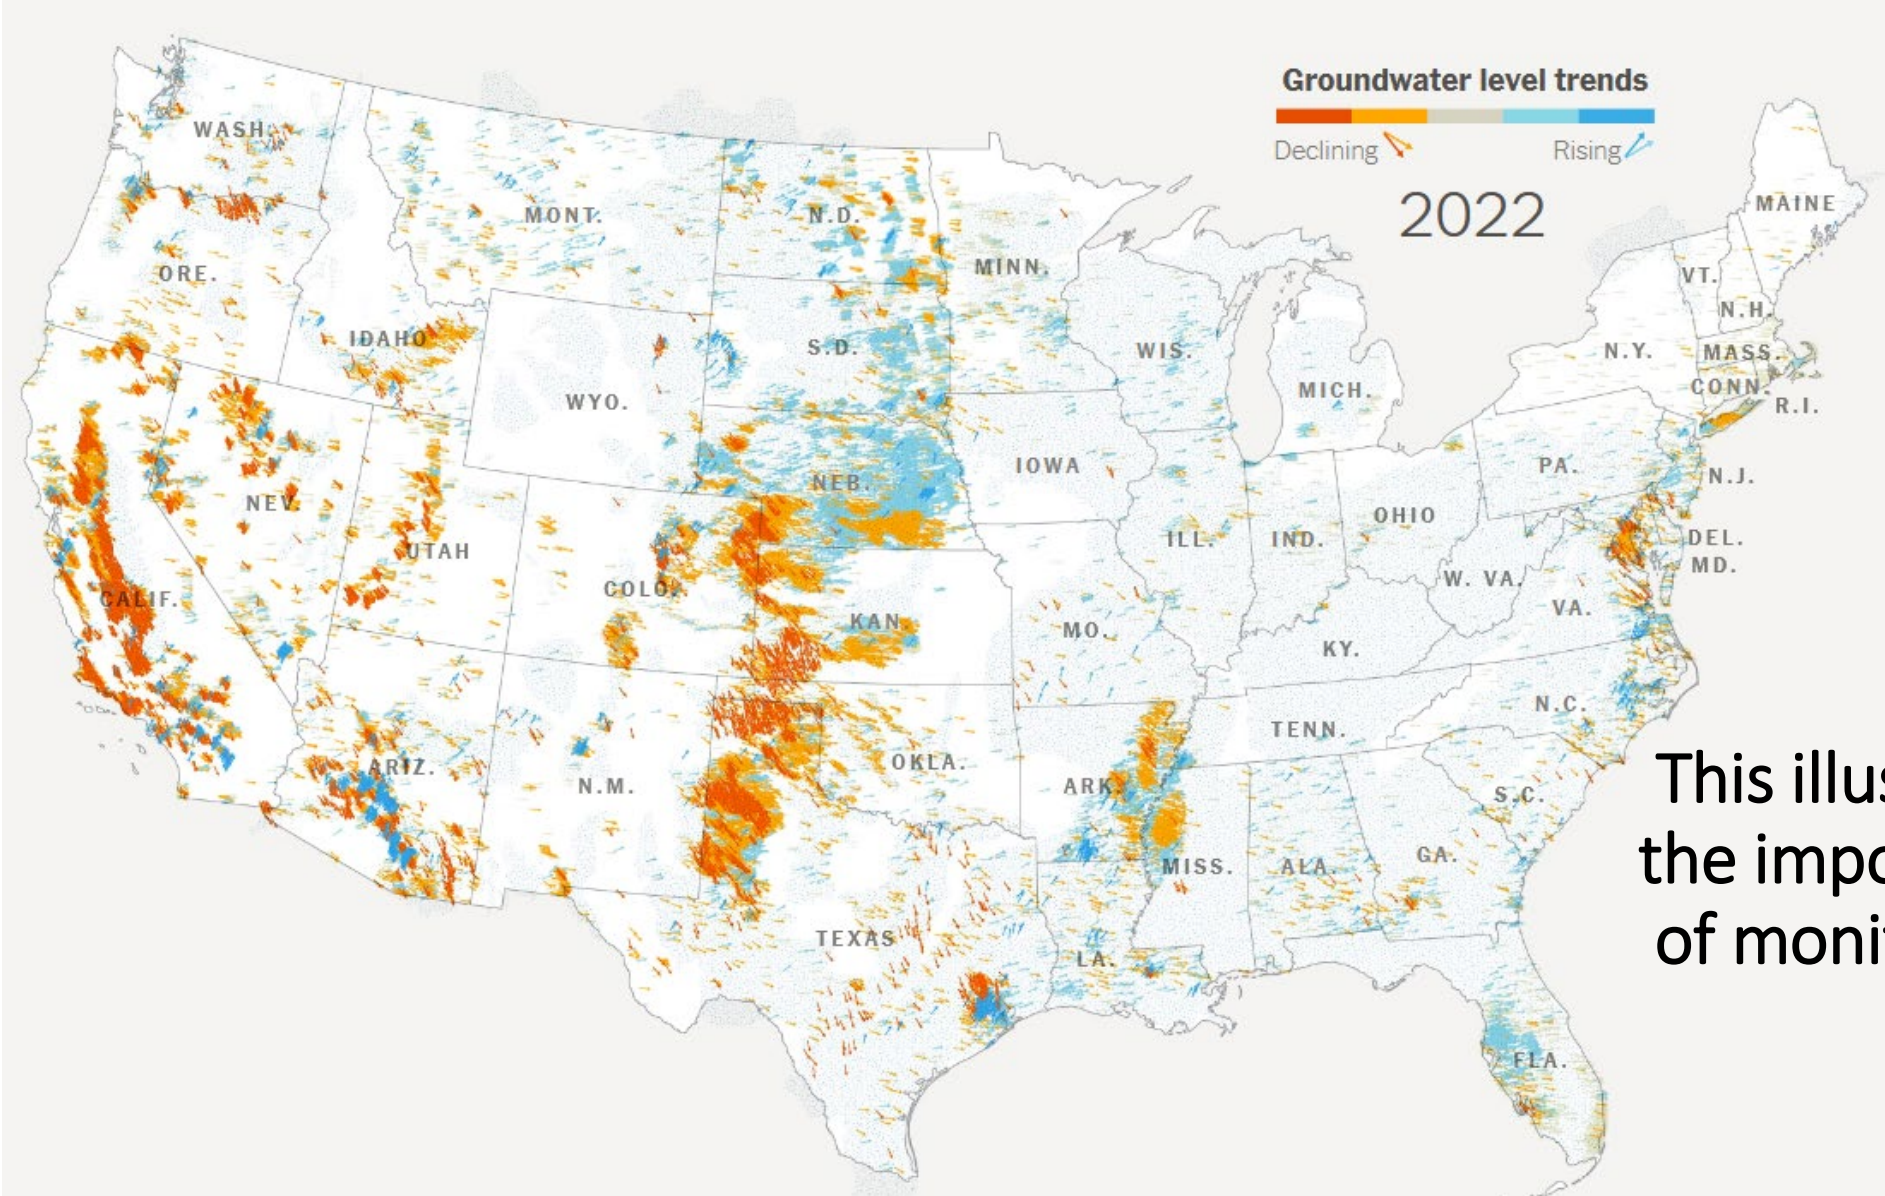 Groundwater level trends
Declining Rising
2022
WASH.
MONT.
N.D.
MINN.
MAINE
VT.
N.H.
ORE.
IDAHO
WYO.
S.D.
WIS.
MICH.
N.Y.
MASS.
CONN.
R.I.
NEV.
UTAH
COLO.
NEB.
IOWA
ILL.
IND.
OHIO
PA.
N.J.
DEL.
MD.
W. VA.
VA.
CALIF.
KAN.
MO.
KY.
ARIZ.
N.M.
OKLA.
ARK.
TENN.
N.C.
S.C.
TEXAS
LA.
MISS.
ALA.
GA.
FLA.
This illus
the impo
of moni